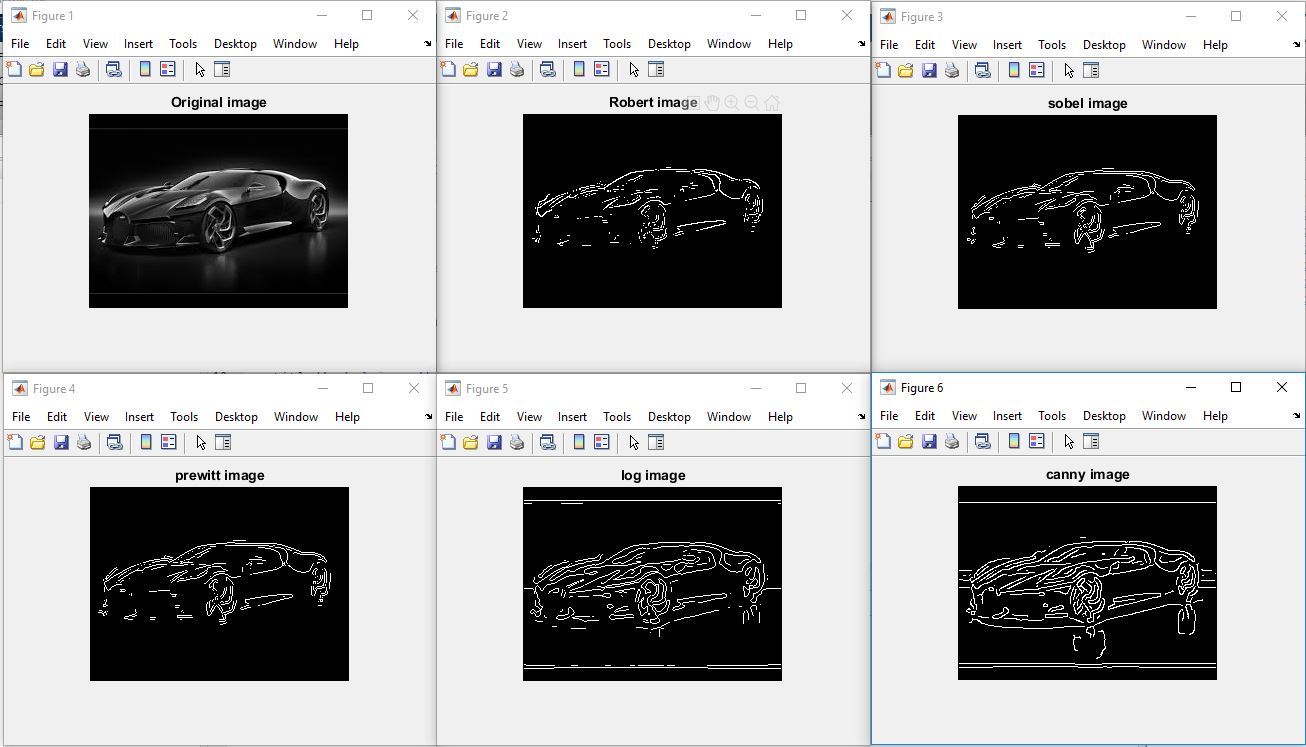 Figure 1
File Edit View Insert Tools Desktop Window Help
Original image
Figure 2
File Edit View Insert Tools Desktop Window Help
Robert image
Figure 3
File Edit View Insert Tools Desktop Window Help
sobel image
Figure 4
File Edit View Insert Tools Desktop Window Help
prewitt image
Figure 5
File Edit View Insert Tools Desktop Window Help
log image
Figure 6
File Edit View Insert Tools Desktop Window Help
canny image